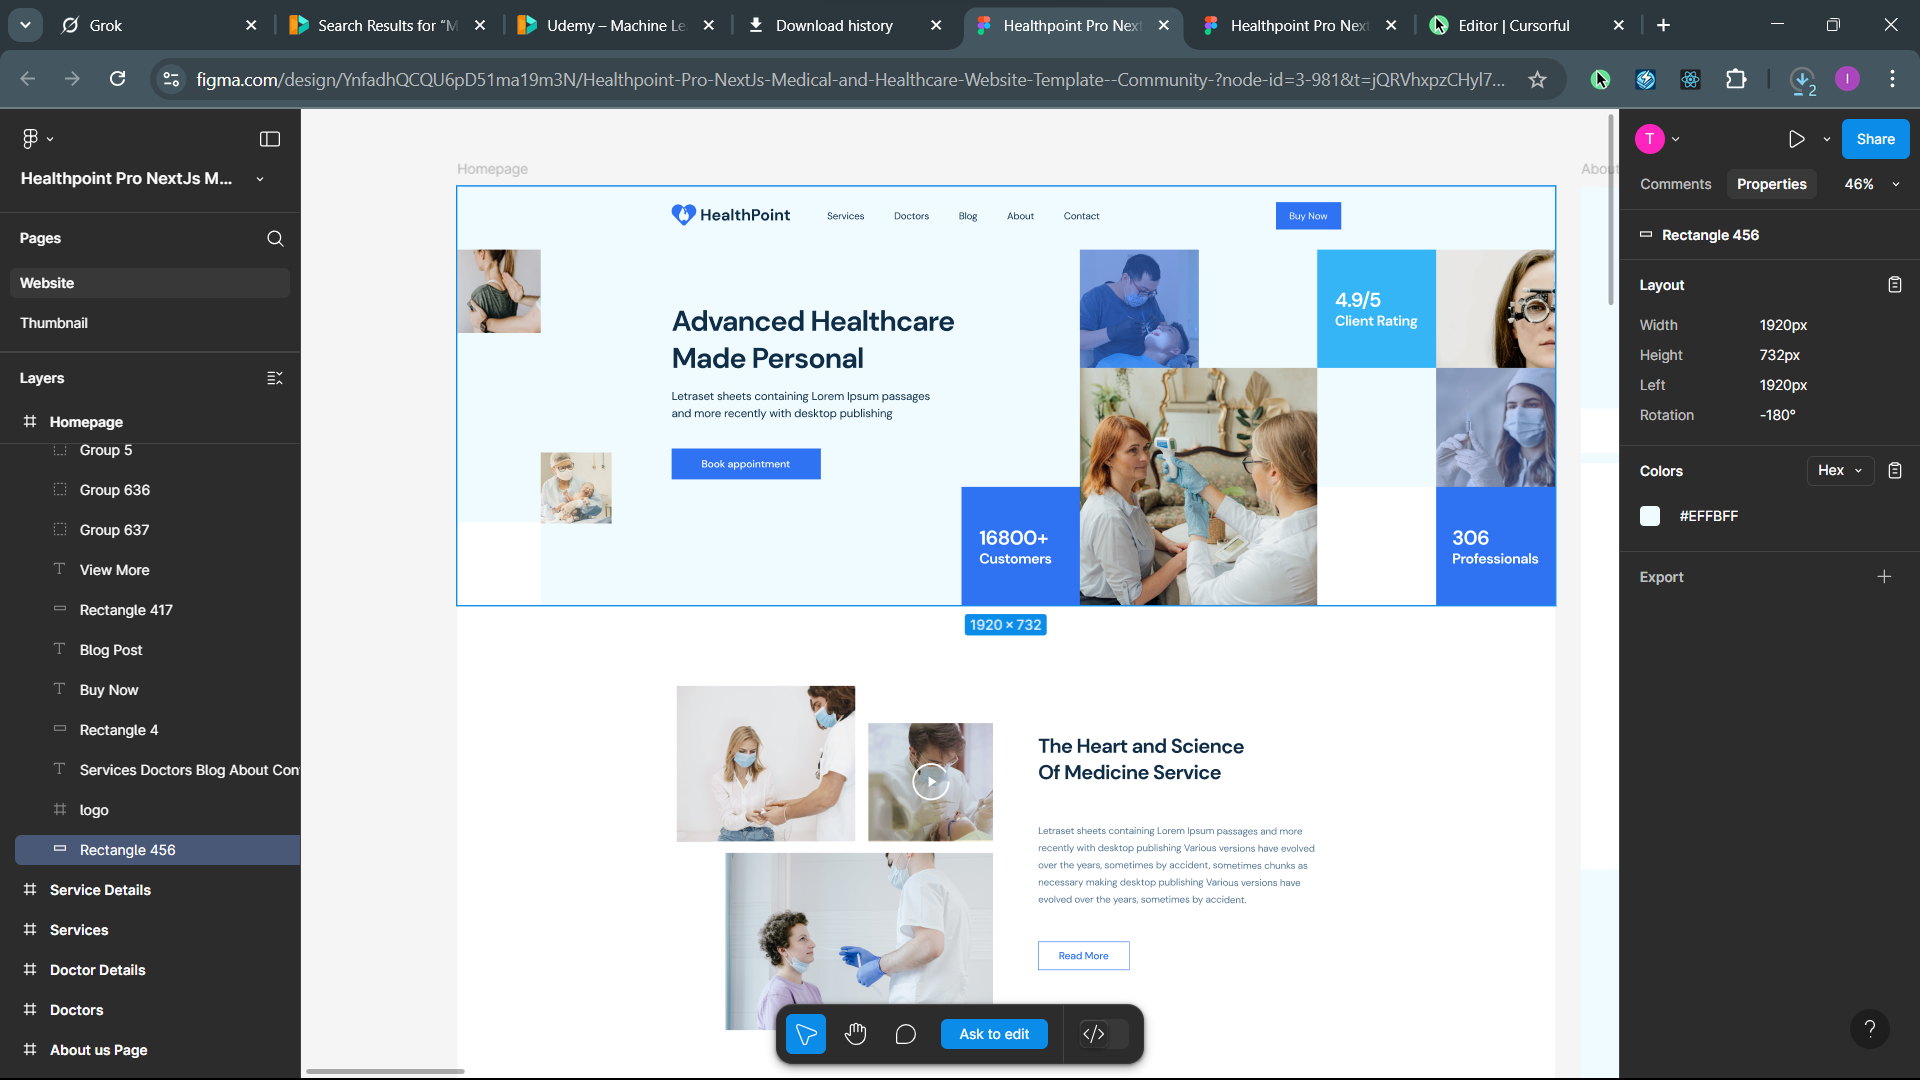 Grok
Search Results for “M
Udemy – Machine Le
Download history
Healthpoint Pro Next
Healthpoint Pro Next
Editor | Cursorful
figma.com/design/YnfadhQCQU6pD51ma19m3N/Healthpoint-Pro-NextJs-Medical-and-Healthcare-Website-Template--Community-?node-id=3-981&t=jQRVhxpzCHyl7...
2
I
Healthpoint Pro NextJs M...
Pages
Website
Thumbnail
Layers
Homepage
Group 5
Group 636
Group 637
View More
Rectangle 417
Blog Post
Buy Now
Rectangle 4
Services Doctors Blog About Con
logo
Rectangle 456
Service Details
Services
Doctor Details
Doctors
About us Page
Homepage
About
HealthPoint
Services
Doctors
Blog
About
Contact
Buy Now
Advanced Healthcare
Made Personal
Letraset sheets containing Lorem Ipsum passages
and more recently with desktop publishing
Book appointment
4.9/5
Client Rating
16800+
Customers
306
Professionals
1920 × 732
The Heart and Science
Of Medicine Service
Letraset sheets containing Lorem Ipsum passages and more
recently with desktop publishing Various versions have evolved
over the years, sometimes by accident, sometimes chunks as
necessary making desktop publishing Various versions have
evolved over the years, sometimes by accident.
Read More
Ask to edit
T
Share
Comments
Properties
46%
Rectangle 456
Layout
Width 1920px
Height 732px
Left 1920px
Rotation -180°
Colors
Hex
#EFFBFF
Export
?